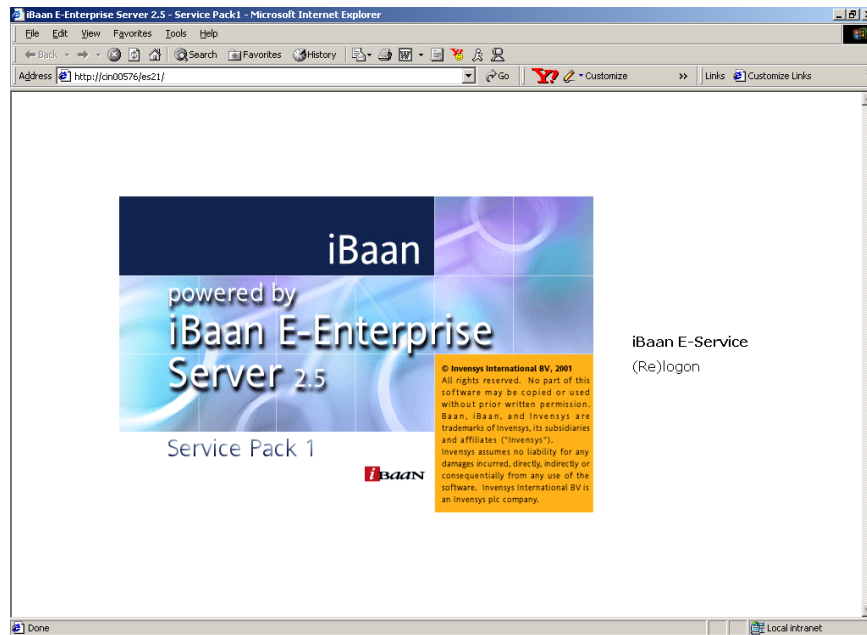 iBaan E-Enterprise Server 2.5 - Service Pack1 - Microsoft Internet Explorer
File Edit View Favorites Tools Help
Back Search Favorites History
Address http://cin00576/es21/ Go Y! Customize >> Links Customize Links
iBaan
powered by
iBaan E-Enterprise
Server 2.5
Service Pack 1
iBaan
© Invensys International BV, 2001
All rights reserved. No part of this
software may be copied or used
without prior written permission.
Baan, iBaan, and Invensys are
trademarks of Invensys, its subsidiaries
and affiliates ("Invensys").
Invensys assumes no liability for any
damages incurred, directly, indirectly or
consequentially from any use of the
software. Invensys International BV is
an Invensys plc company.
iBaan E-Service
(Re)logon
Done Local intranet